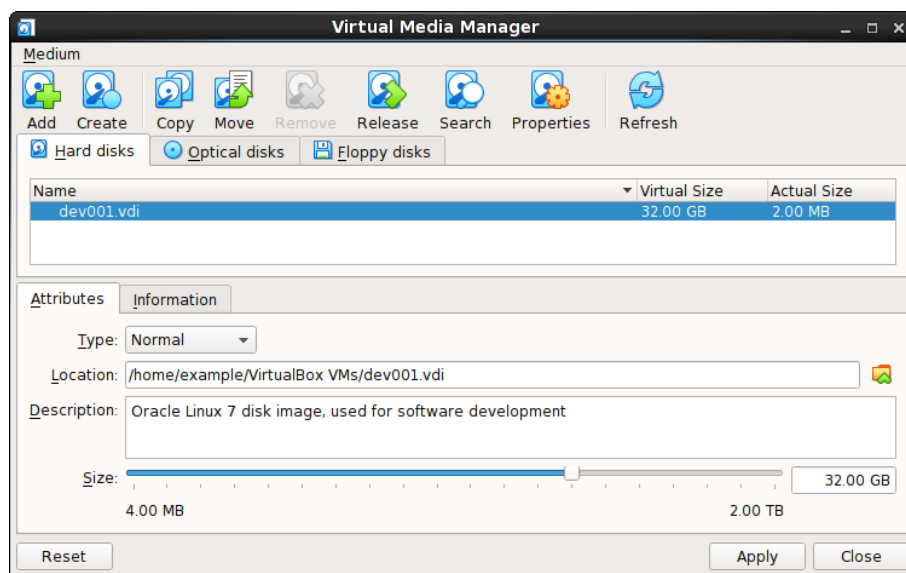 Virtual Media Manager
Medium
Add Create Copy Move Remove Release Search Properties Refresh
Hard disks Optical disks Floppy disks
Name Virtual Size Actual Size
dev001.vdi 32.00 GB 2.00 MB
Attributes Information
Type: Normal
Location: /home/example/VirtualBox VMs/dev001.vdi
Description: Oracle Linux 7 disk image, used for software development
Size: 32.00 GB
4.00 MB 2.00 TB
Reset Apply Close